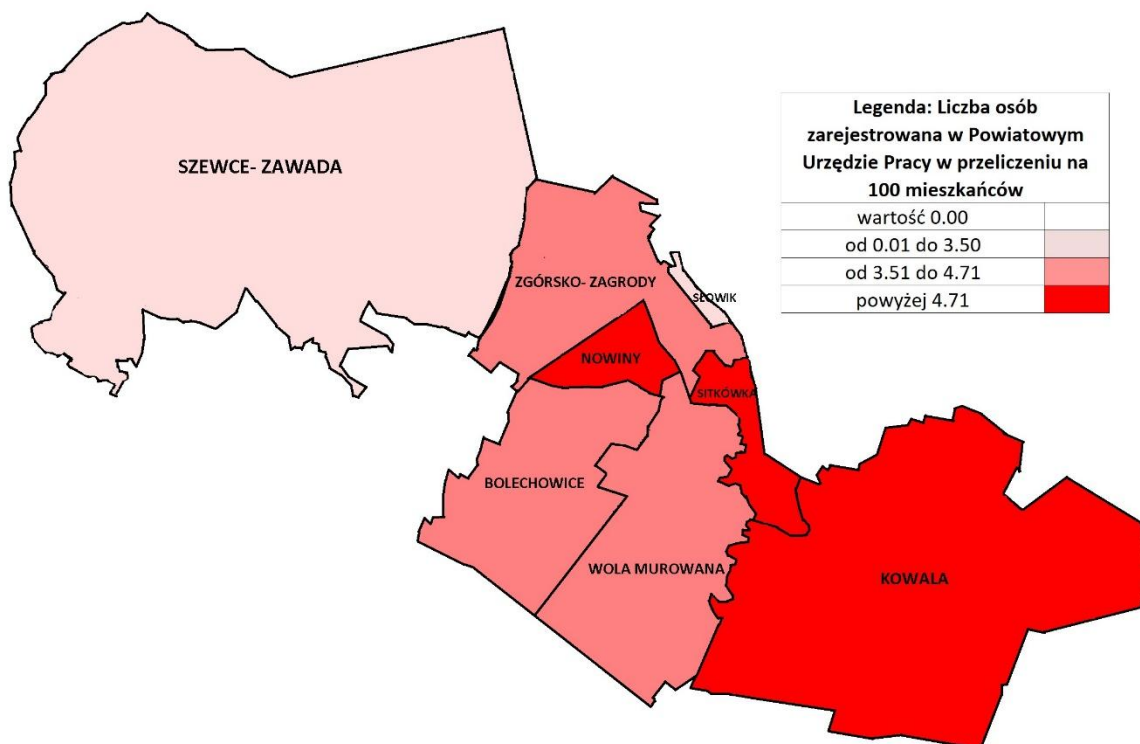 Legenda: Liczba osób
zarejestrowana w Powiatowym
Urzędzie Pracy w przeliczeniu na
100 mieszkańców
wartość 0.00
od 0.01 do 3.50
od 3.51 do 4.71
powyżej 4.71
SZEWCE- ZAWADA
ZGÓRSKO- ZAGRODY
SŁOWIK
NOWINY
SITKÓWKA
BOLECHOWICE
WOLA MUROWANA
KOWALA